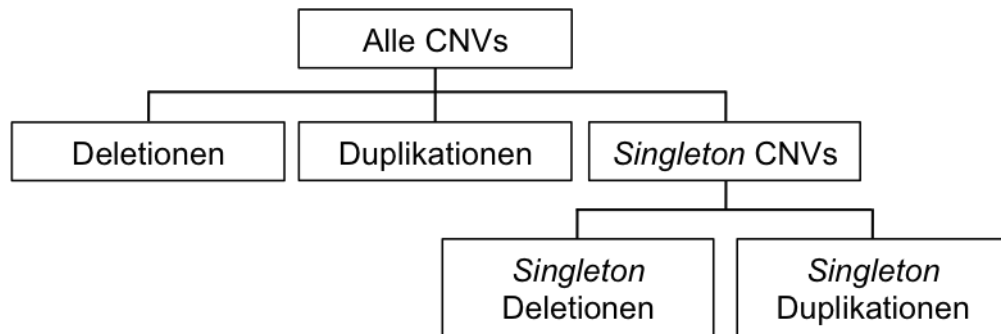 Alle CNVs
Deletionen
Duplikationen
Singleton CNVs
Singleton
Deletionen
Singleton
Duplikationen